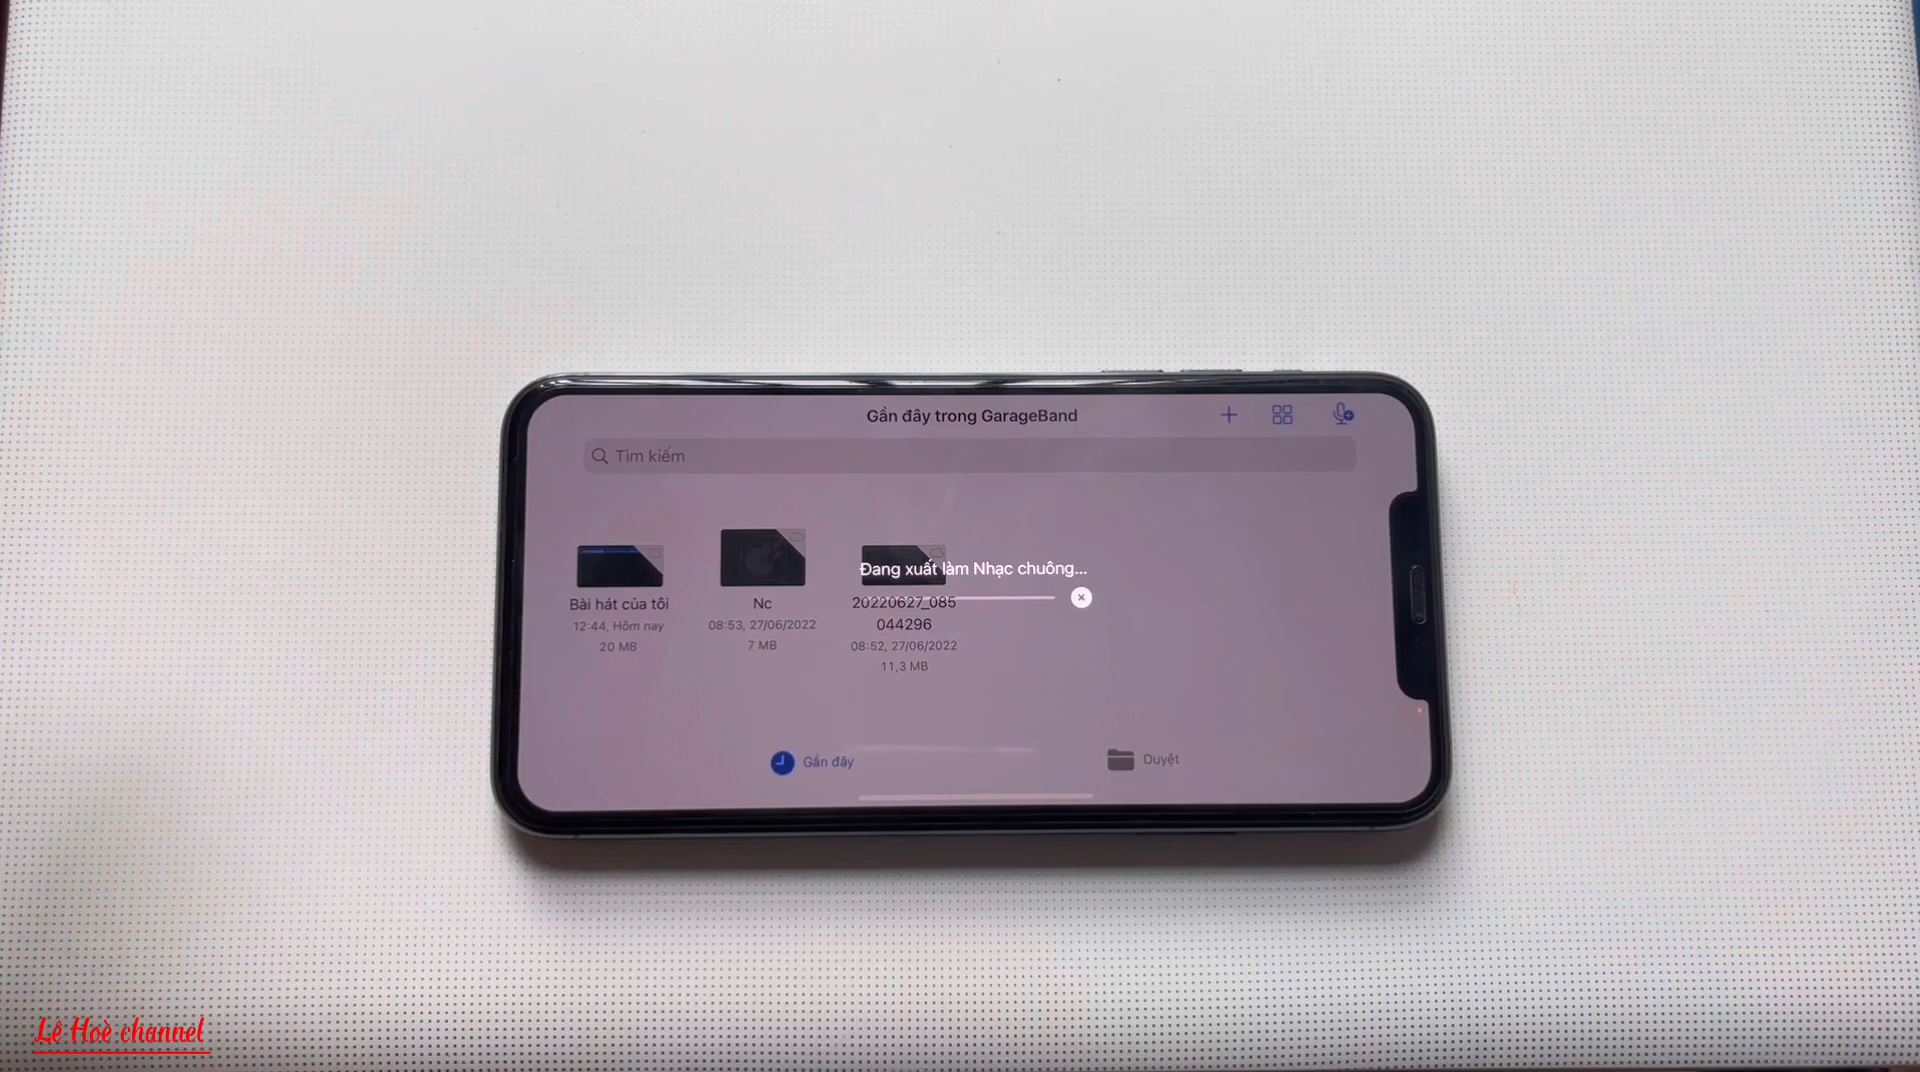 Gần đây trong GarageBand
Tìm kiếm
Đang xuất làm Nhạc chuông...
Bài hát của tôi
12:44, Hôm nay
20 MB
Nc
08:53, 27/06/2022
7 MB
20220627_085
044296
08:52, 27/06/2022
11,3 MB
Gần đây
Duyệt
Lê Hoè channel